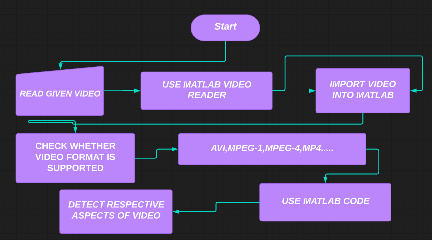 Start
READ GIVEN VIDEO
USE MATLAB VIDEO
READER
IMPORT VIDEO
INTO MATLAB
CHECK WHETHER
VIDEO FORMAT IS
SUPPORTED
AVI,MPEG-1,MPEG-4,MP4.....
USE MATLAB CODE
DETECT RESPECTIVE
ASPECTS OF VIDEO